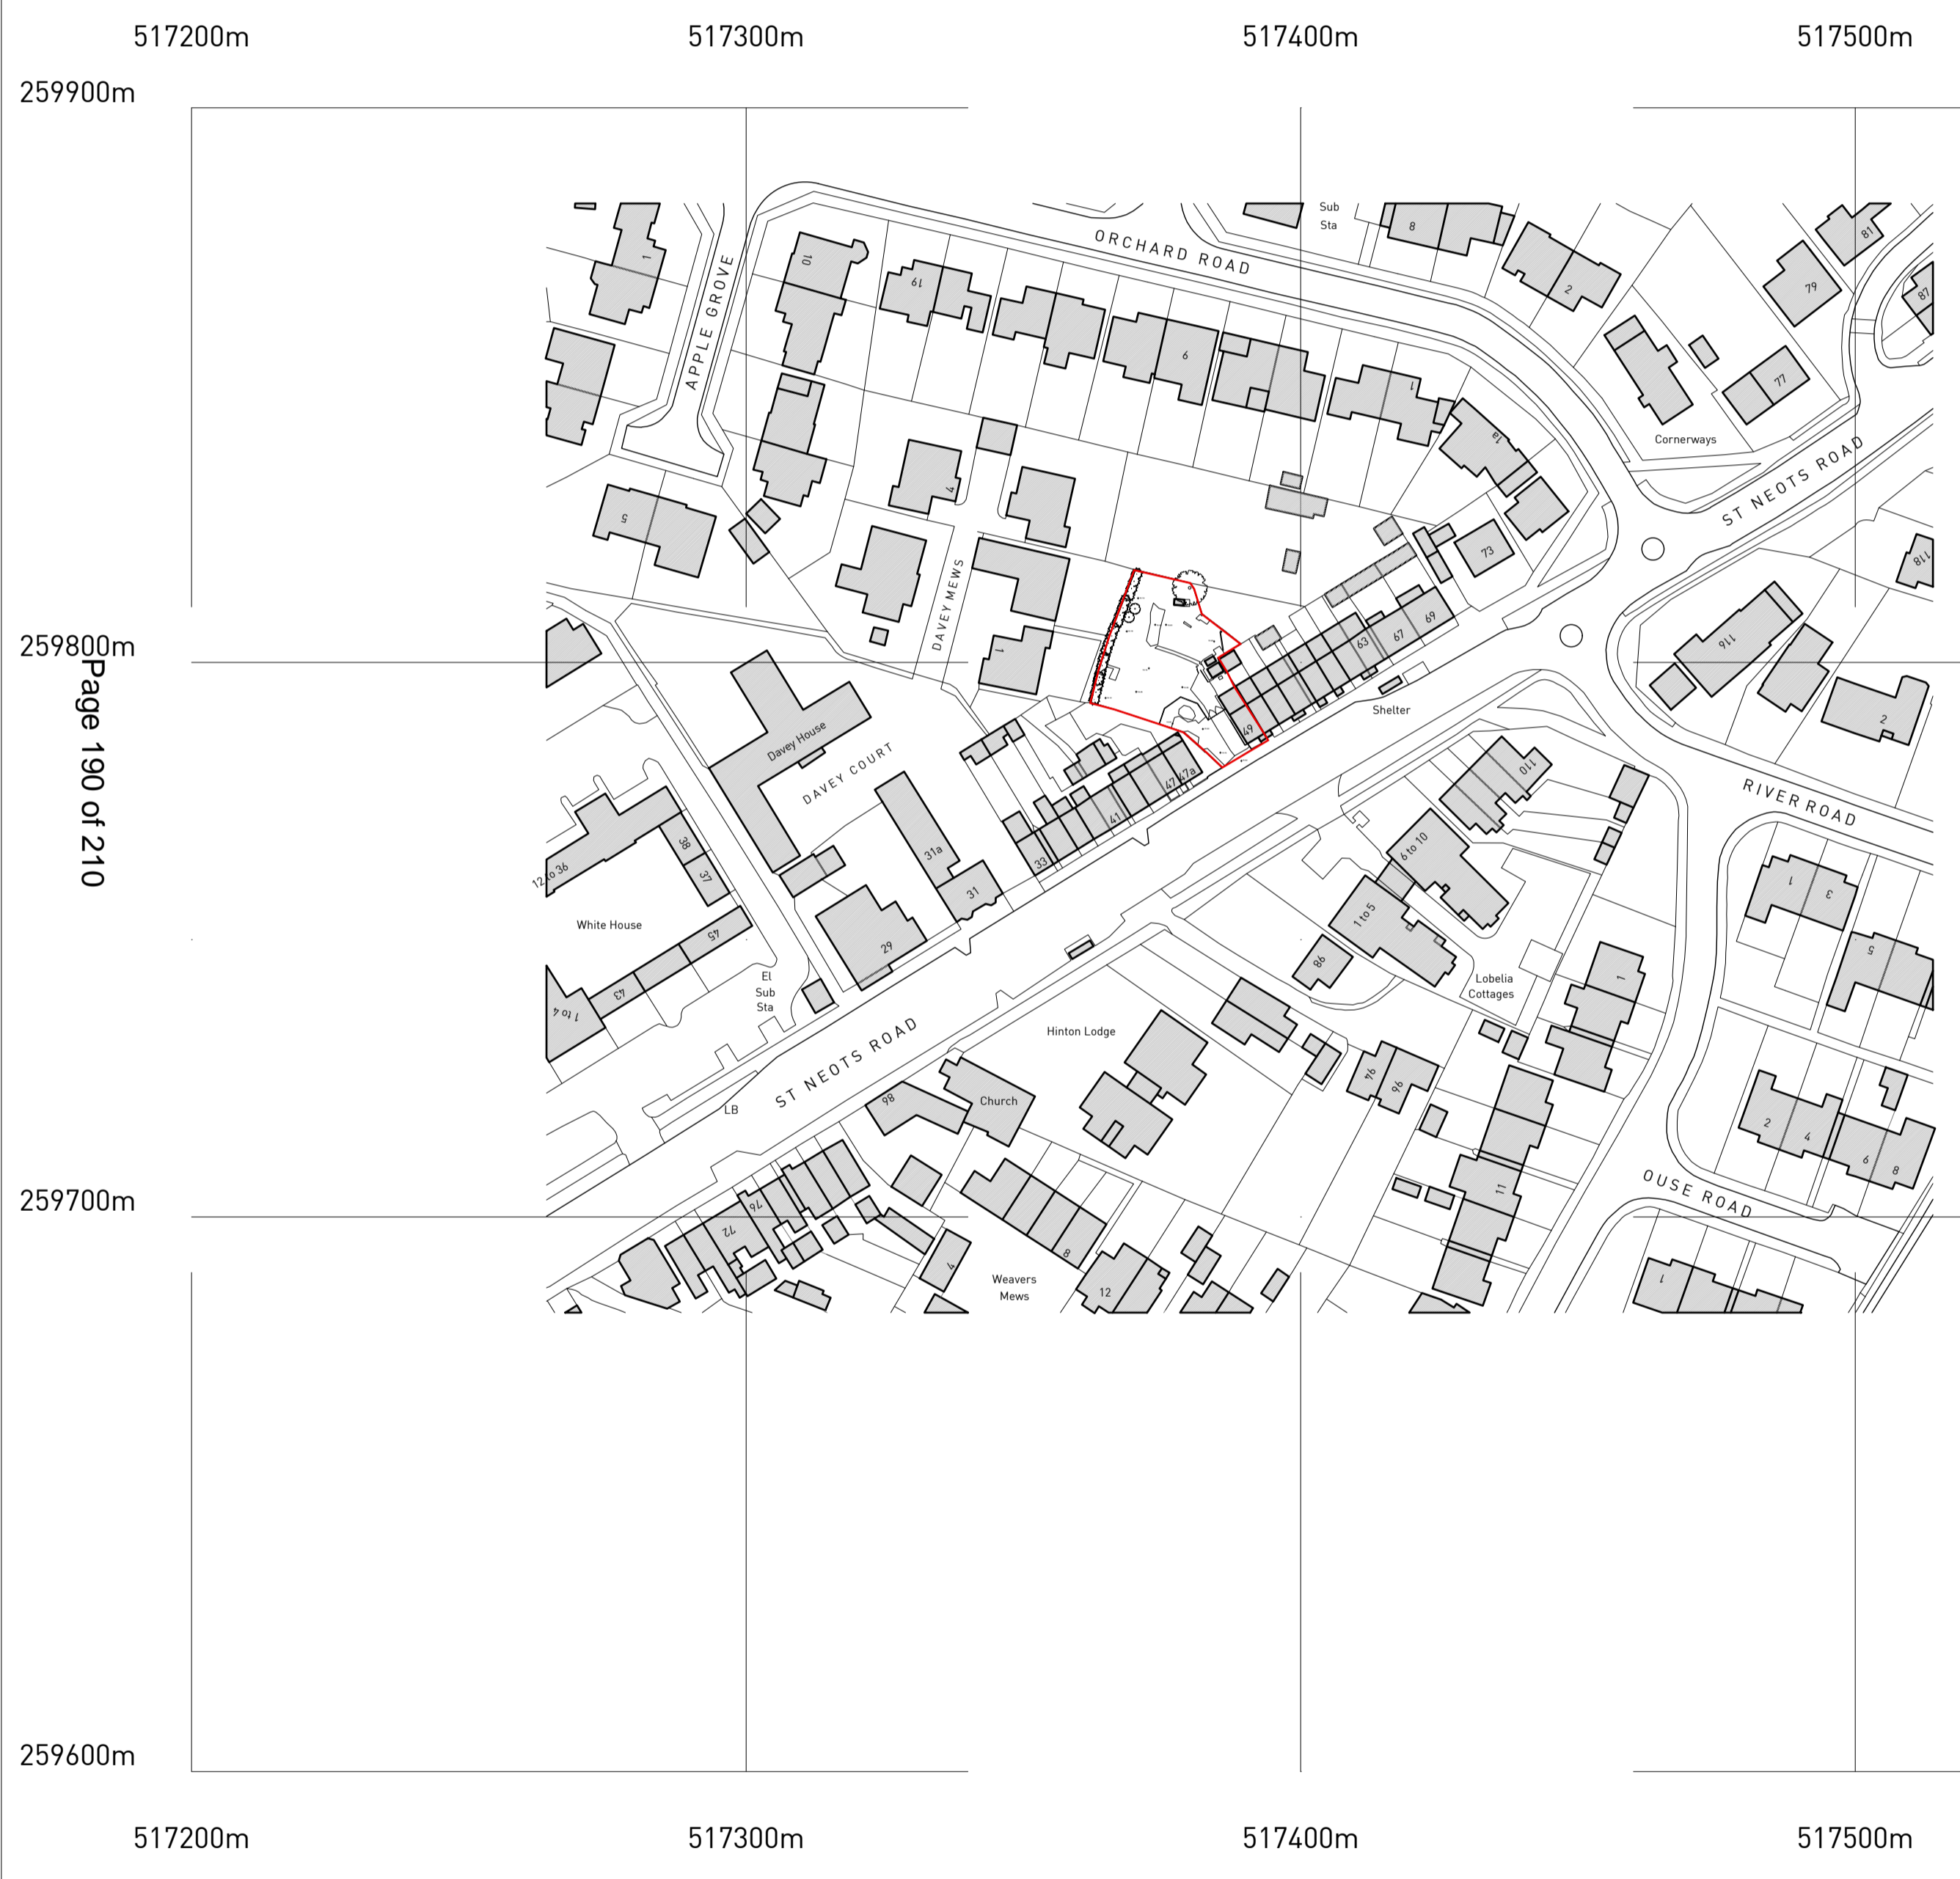 517200m 517300m 517400m 517500m
259900m
Sub
Sta
8
ORCHARD ROAD
81
1
10
19
2
79
87
APPLE GROVE
9
1
77
Cornerways
1a
ST NEOTS ROAD
4
5
73
118
DAVEY MEWS
259800m
1
69
67
63
116
49
Shelter
2
Page 190 of 210
Davey House
DAVEY COURT
47
47a
110
RIVER ROAD
41
33
38
37
12 to 36
31a
31
6 to 10
1 to 5
1
3
White House
45
29
86
5
El
Sub
Sta
43
1 to 4
Lobelia
Cottages
1
Hinton Lodge
ST NEOTS ROAD
LB
98
Church
94
96
2
4
6
8
259700m
76
72
11
OUSE ROAD
8
4
Weavers
Mews
12
1
259600m
517200m 517300m 517400m 517500m